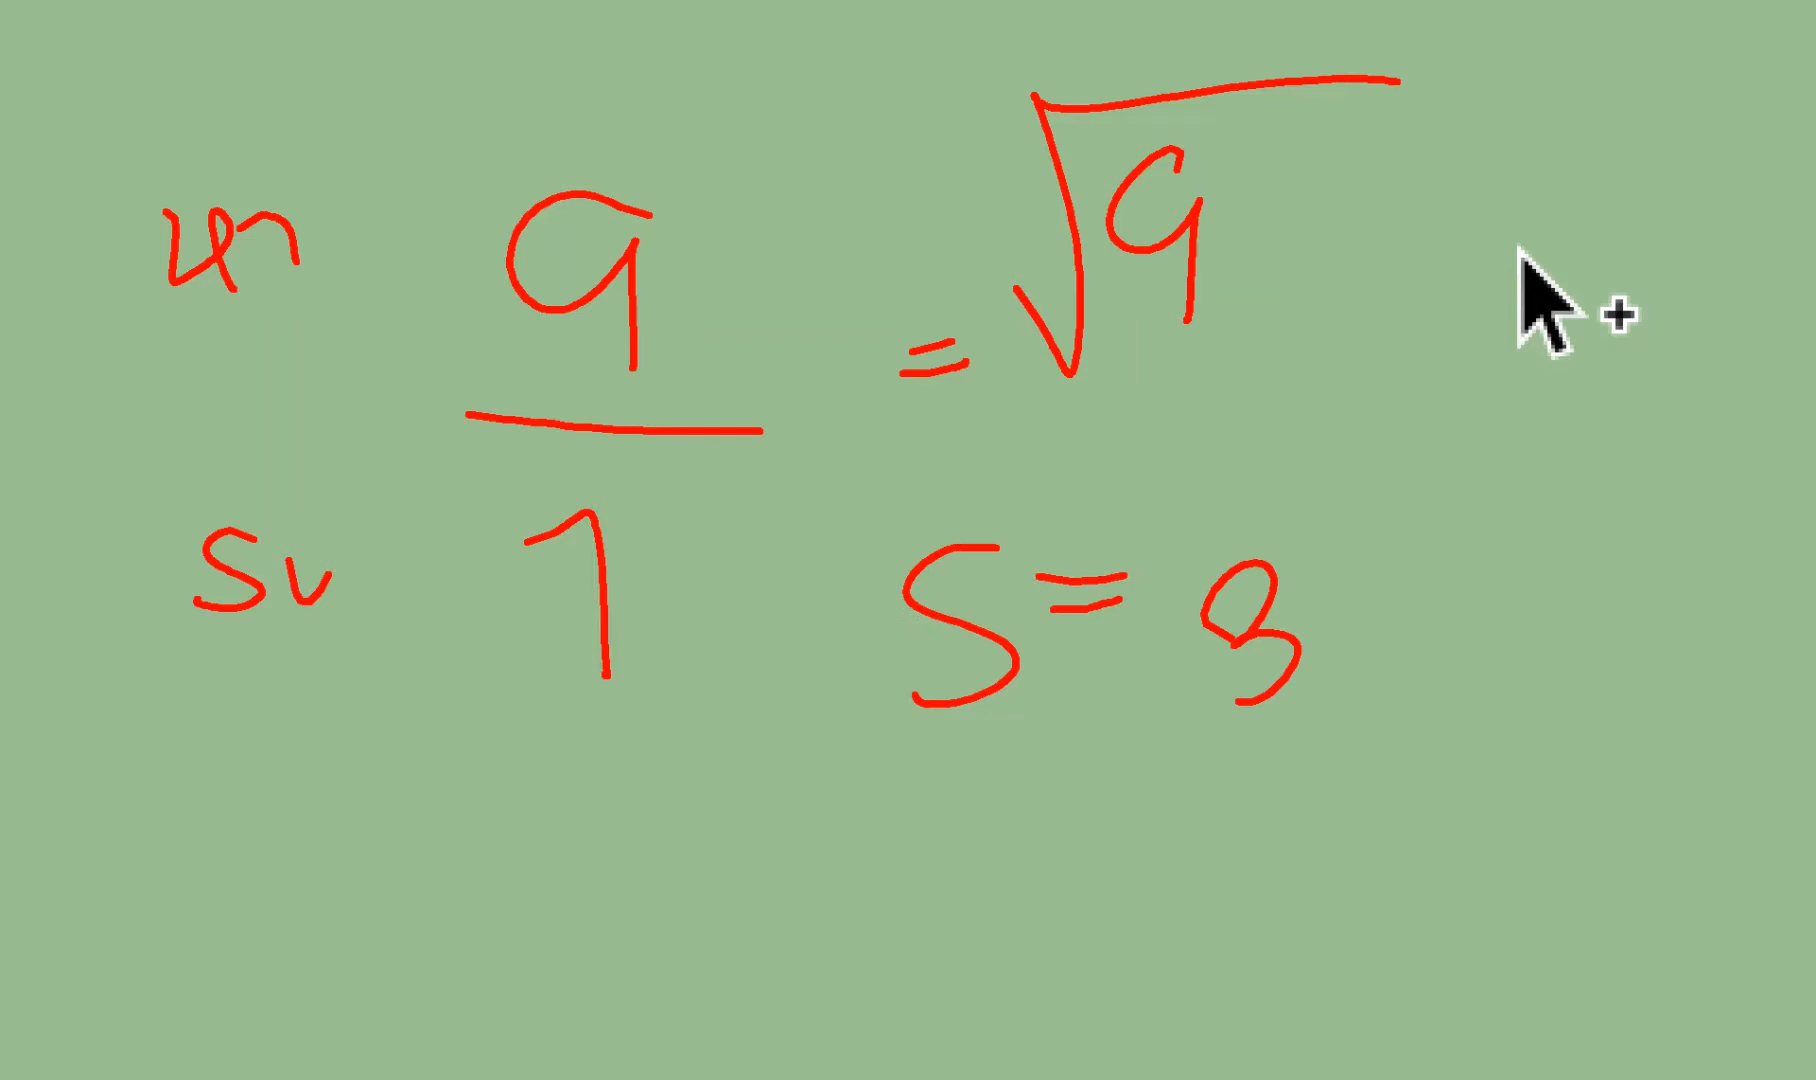 un 9 = √9
su 1 S = 3